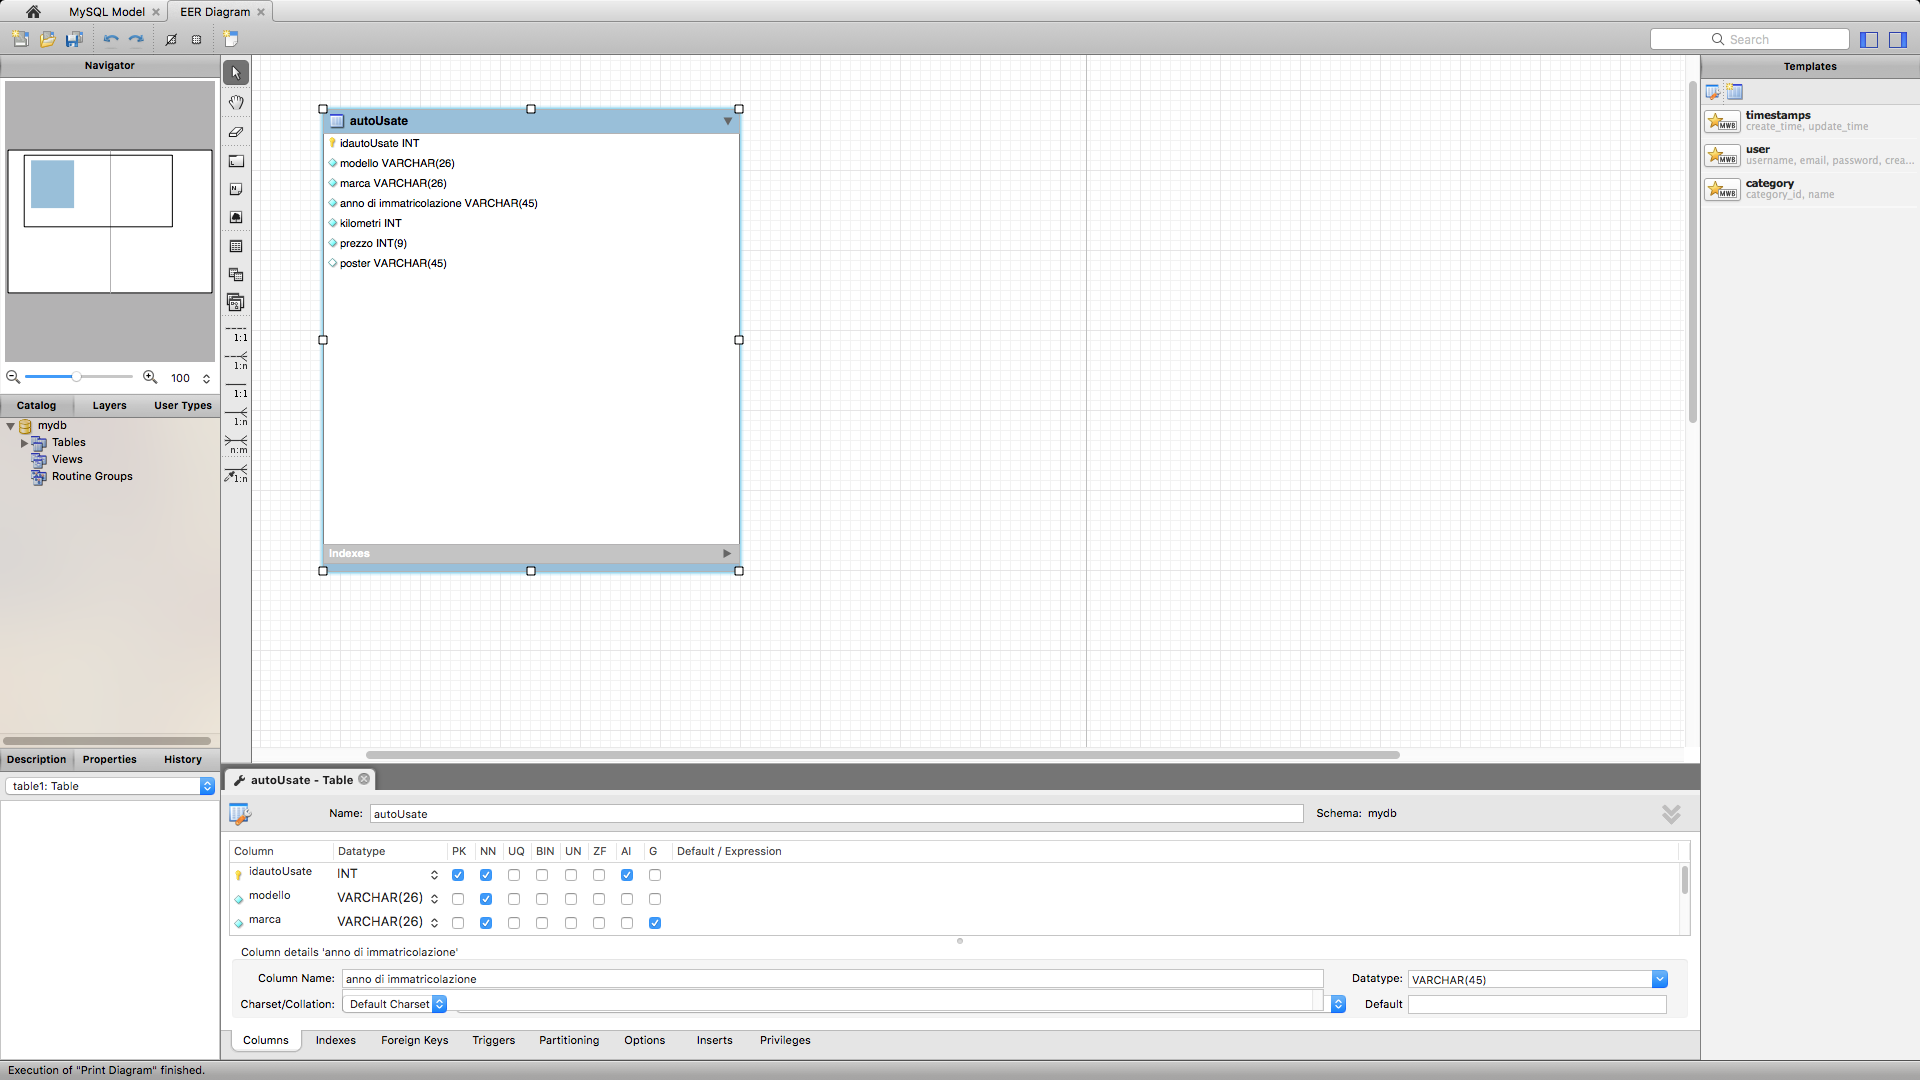 MySQL Model
EER Diagram
Search
Navigator
Templates
timestamps
create_time, update_time
user
username, email, password, crea...
category
category_id, name
autoUsate
idautoUsate INT
modello VARCHAR(26)
marca VARCHAR(26)
anno di immatricolazione VARCHAR(45)
kilometri INT
prezzo INT(9)
poster VARCHAR(45)
Indexes
1:1
1:n
1:1
1:n
n:m
1:n
100
Catalog Layers User Types
mydb
Tables
Views
Routine Groups
Description Properties History
table1: Table
autoUsate - Table
Name: autoUsate Schema: mydb
Column Datatype PK NN UQ BIN UN ZF AI G Default / Expression
idautoUsate INT
modello VARCHAR(26)
marca VARCHAR(26)
Column details 'anno di immatricolazione'
Column Name: anno di immatricolazione Datatype: VARCHAR(45)
Charset/Collation: Default Charset Default
Columns Indexes Foreign Keys Triggers Partitioning Options Inserts Privileges
Execution of "Print Diagram" finished.